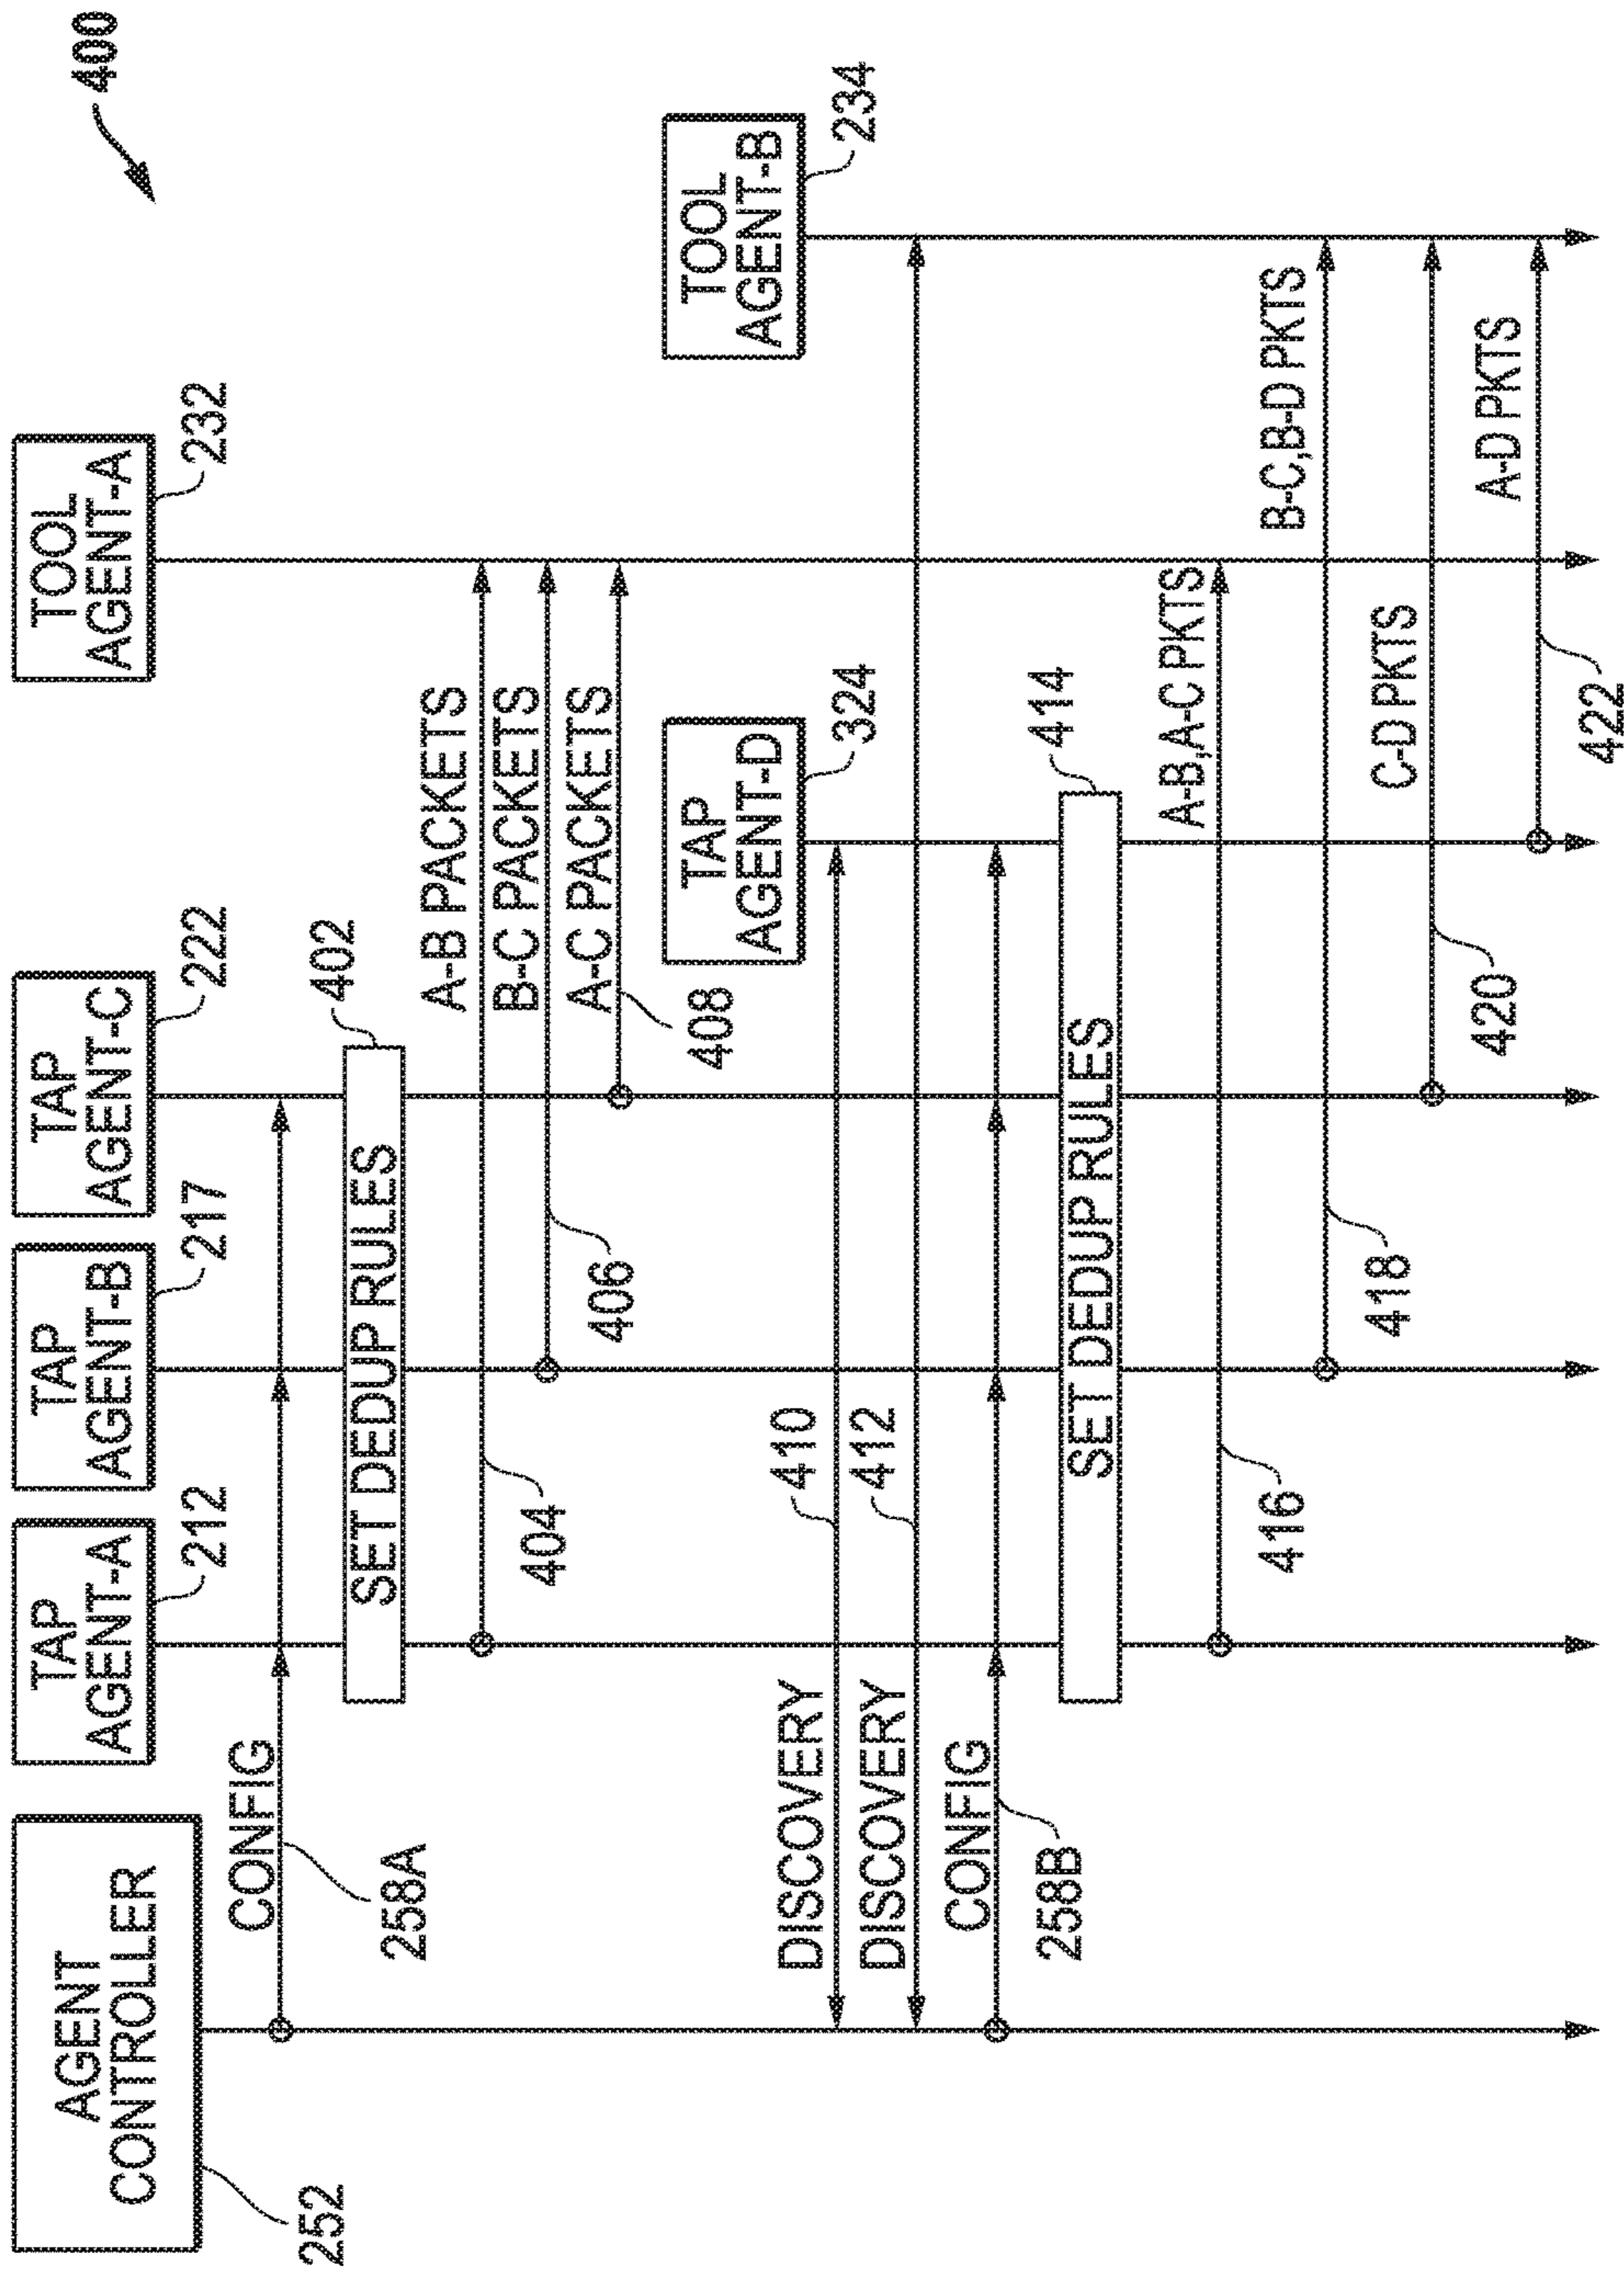 400
AGENT
CONTROLLER
252
TAP
AGENT-A
212
TAP
AGENT-B
217
TAP
AGENT-C
222
TOOL
AGENT-A
232
CONFIG
258A
SET DEDUP RULES
402
A-B PACKETS
404
B-C PACKETS
406
A-C PACKETS
408
TAP
AGENT-D
324
TOOL
AGENT-B
234
DISCOVERY
410
DISCOVERY
412
CONFIG
258B
SET DEDUP RULES
414
A-B,A-C PKTS
416
B-C,B-D PKTS
418
C-D PKTS
420
A-D PKTS
422